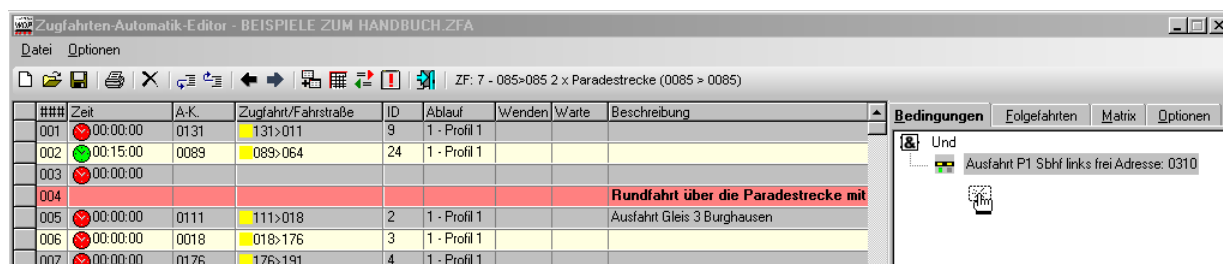 Zugfahrten-Automatik-Editor - BEISPIELE ZUM HANDBUCH.ZFA
Datei Optionen
ZF: 7 - 085>085 2 x Paradestrecke (0085 > 0085)
### Zeit A-K. Zugfahrt/Fahrstraße ID Ablauf Wenden Warte Beschreibung
001 00:00:00 0131 131>011 9 1 - Profil 1
002 00:15:00 0089 089>064 24 1 - Profil 1
003 00:00:00
004 Rundfahrt über die Paradestrecke mit
005 00:00:00 0111 111>018 2 1 - Profil 1 Ausfahrt Gleis 3 Burghausen
006 00:00:00 0018 018>176 3 1 - Profil 1
007 00:00:00 0176 176>191 4 1 - Profil 1
Bedingungen Folgefahrten Matrix Optionen
& Und
Ausfahrt P1 Sbhf links frei Adresse: 0310